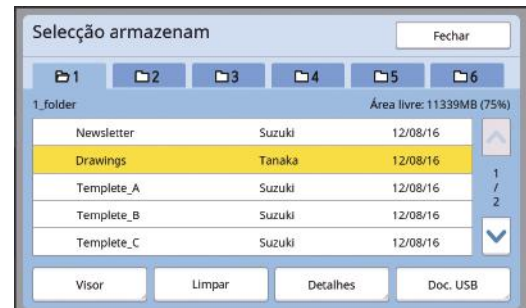 Selecção armazenam
Fechar
1 2 3 4 5 6
1_folder Área livre: 11339MB (75%)
Newsletter Suzuki 12/08/16
Drawings Tanaka 12/08/16
Templete_A Suzuki 12/08/16
Templete_B Suzuki 12/08/16
Templete_C Suzuki 12/08/16
1
/
2
Visor Limpar Detalhes Doc. USB